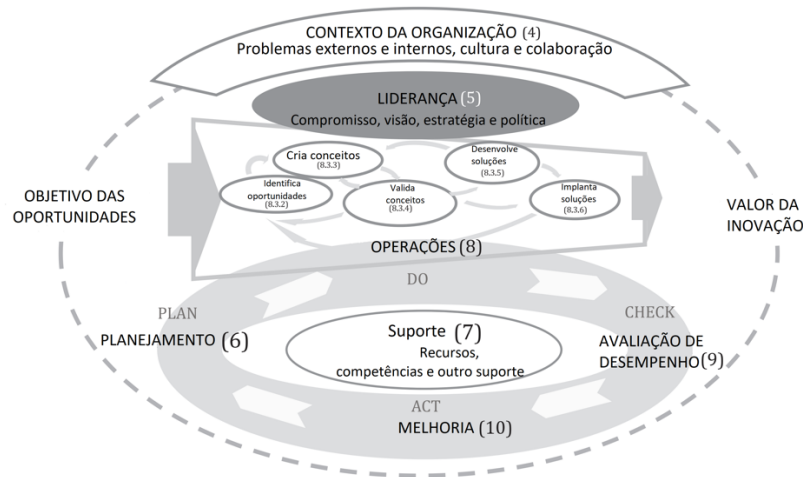 CONTEXTO DA ORGANIZAÇÃO (4)
Problemas externos e internos, cultura e colaboração
LIDERANÇA (5)
Compromisso, visão, estratégia e política
Cria conceitos
(8.3.3)
Desenvolve
soluções
(8.3.5)
Identifica
oportunidades
(8.3.2)
Valida
conceitos
(8.3.4)
Implanta
soluções
(8.3.6)
OBJETIVO DAS
OPORTUNIDADES
VALOR DA
INOVAÇÃO
OPERAÇÕES (8)
DO
PLAN
PLANEJAMENTO (6)
CHECK
AVALIAÇÃO DE
DESEMPENHO (9)
Suporte (7)
Recursos,
competências e outro suporte
ACT
MELHORIA (10)